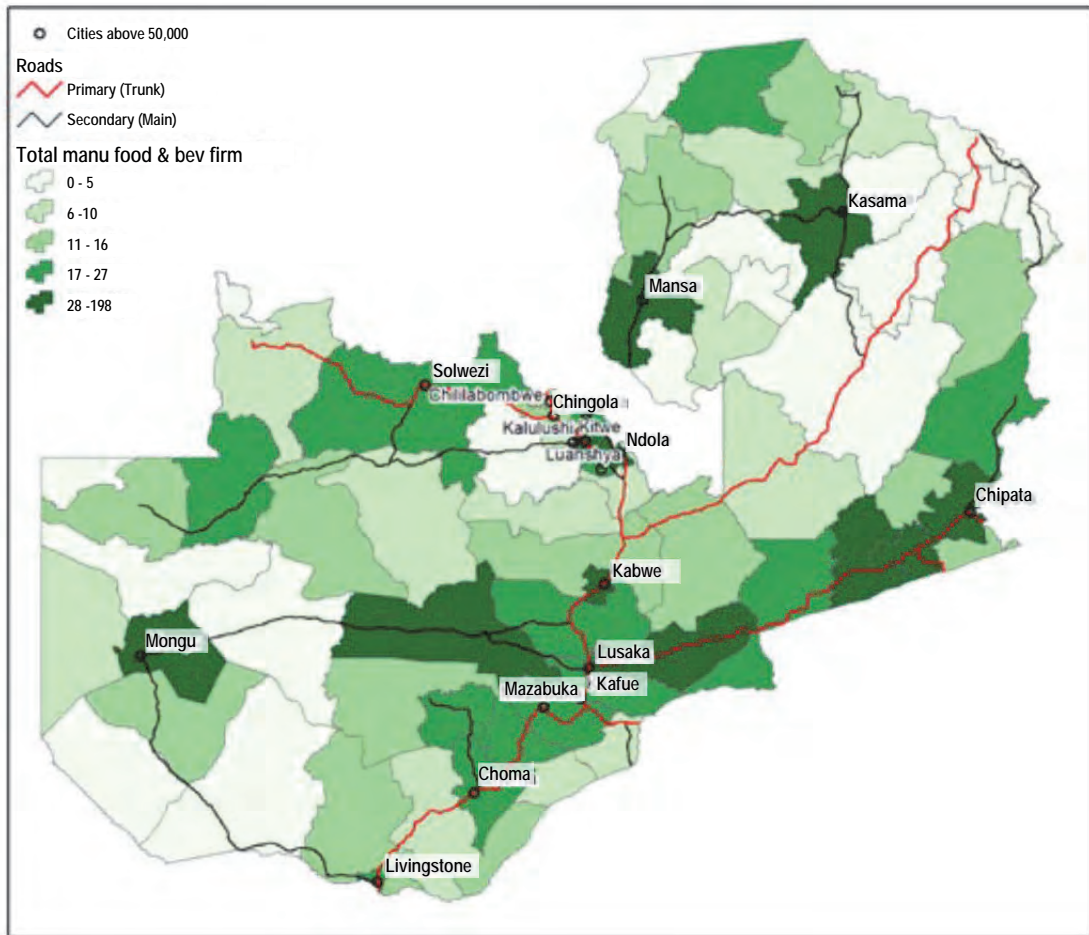 Cities above 50,000
Roads
Primary (Trunk)
Secondary (Main)
Total manu food & bev firm
0 - 5
6 -10
11 - 16
17 - 27
28 -198
Kasama
Mansa
Solwezi
Chililabombwe
Chingola
Kalulushi Kitwe
Ndola
Luanshya
Chipata
Kabwe
Mongu
Lusaka
Kafue
Mazabuka
Choma
Livingstone